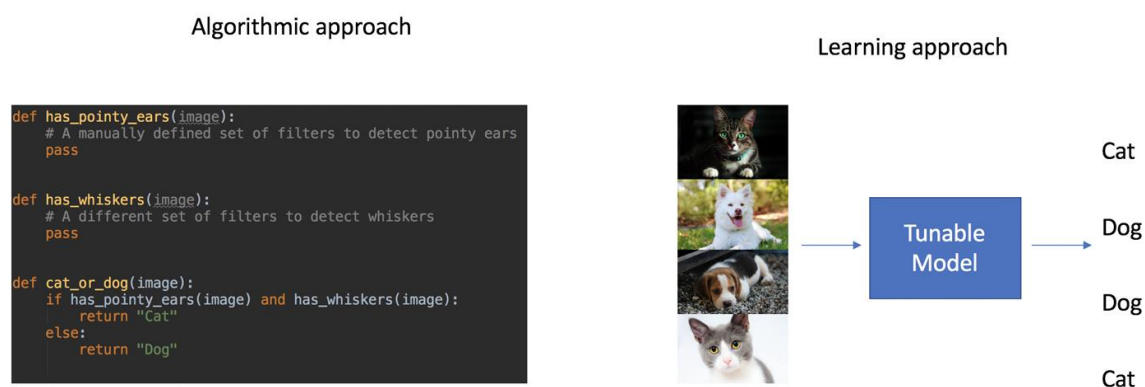 Algorithmic approach
Learning approach
def has_pointy_ears(image):
    # A manually defined set of filters to detect pointy ears
    pass
def has_whiskers(image):
    # A different set of filters to detect whiskers
    pass
def cat_or_dog(image):
    if has_pointy_ears(image) and has_whiskers(image):
        return "Cat"
    else:
        return "Dog"
Tunable
Model
Cat
Dog
Dog
Cat